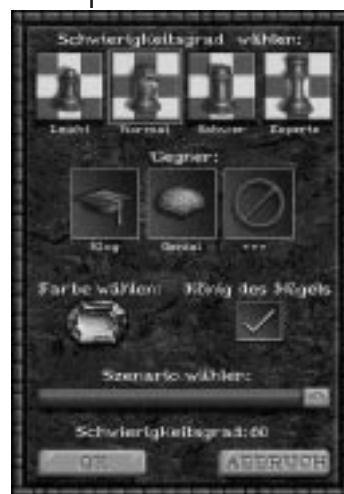 Schwierigkeitsgrad wählen:
Leicht Normal Schwer Experte
Gegner:
Klug Genial ---
Farbe wählen: König des Hügels
Szenario wählen:
Schwierigkeitsgrad:60
OK ABBRUCH